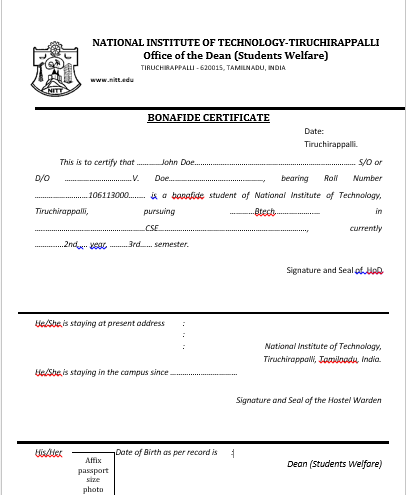 NATIONAL INSTITUTE OF TECHNOLOGY-TIRUCHIRAPPALLI
Office of the Dean (Students Welfare)
TIRUCHIRAPPALLI - 620015, TAMILNADU, INDIA
www.nitt.edu
NITT
BONAFIDE CERTIFICATE
Date:
Tiruchirappalli.
This is to certify that ..........John Doe................................................................ S/O or
D/O ...........................V. Doe......................................, bearing Roll Number
......................106113000....... is a bonafide student of National Institute of Technology,
Tiruchirappalli, pursuing ..........Btech.................. in
............................................CSE............................................................, currently
............2nd.... year, ........3rd...... semester.
Signature and Seal of HoD
He/She is staying at present address :
:
: National Institute of Technology,
Tiruchirappalli, Tamilnadu, India.
He/She is staying in the campus since ...........................
Signature and Seal of the Hostel Warden
His/Her Date of Birth as per record is :
Affix
passport
size
photo
Dean (Students Welfare)